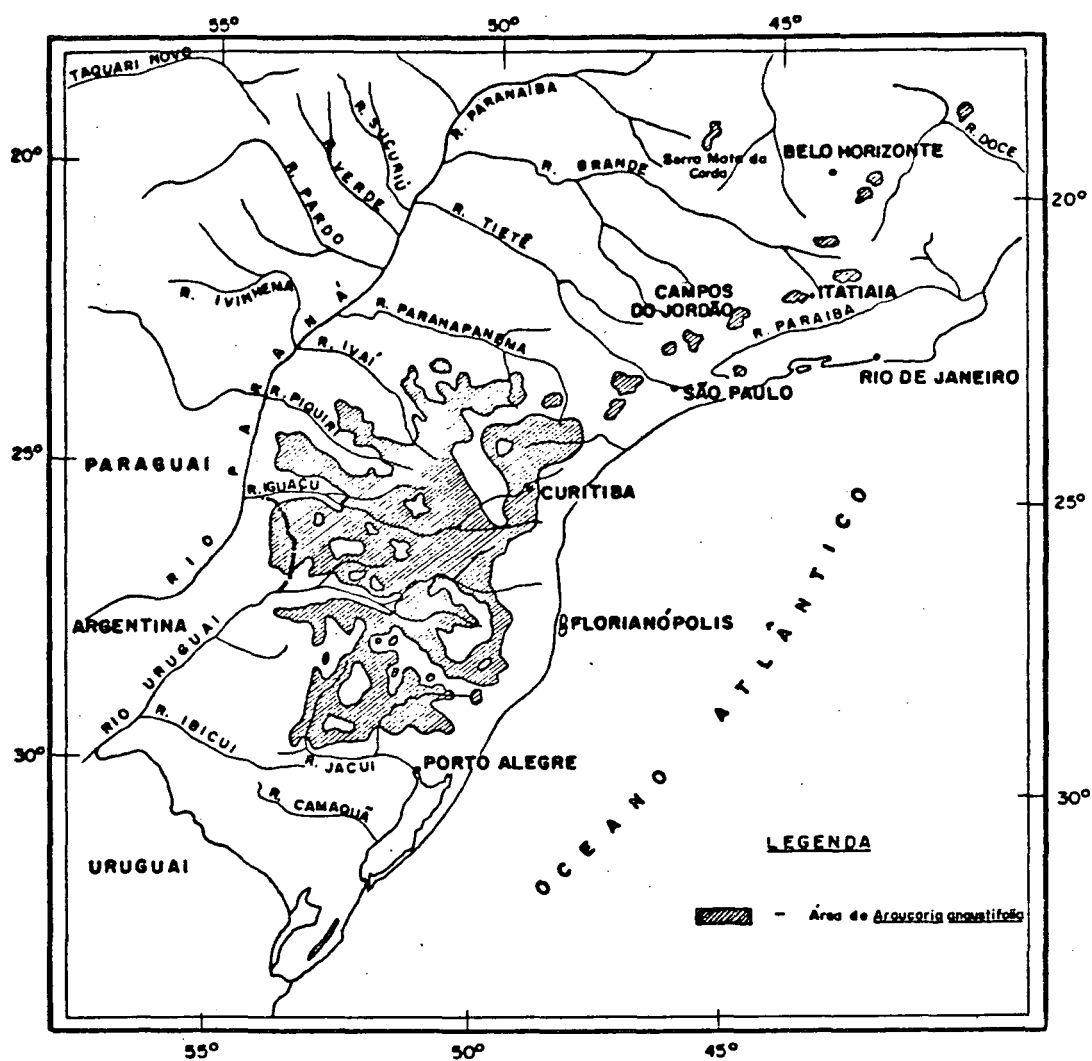 55° 50° 45°
TAQUARI NOVO
R. SUCURIÚ
R. VERDE
R. PARDO
R. PARANAÍBA
R. GRANDE
Serra Mata da
Corda
BELO HORIZONTE
R. DOCE
20°
20°
R. TIETÊ
R. IVINHEMA
R. PARANAPANEMA
CAMPOS
DO JORDÃO
ITATIAIA
R. PARAIBA
R. IVAÍ
RIO DE JANEIRO
SÃO PAULO
R. PIQUIRI
RIO PARANÁ
25°
PARAGUAI
R. IGUAÇU
CURITIBA
25°
ARGENTINA
RIO URUGUAI
FLORIANÓPOLIS
OCEANO ATLÂNTICO
R. IBICUI
30°
R. JACUI
PORTO ALEGRE
30°
R. CAMAQUÃ
URUGUAI
LEGENDA
- Área de Araucaria angustifolia
55° 50° 45°